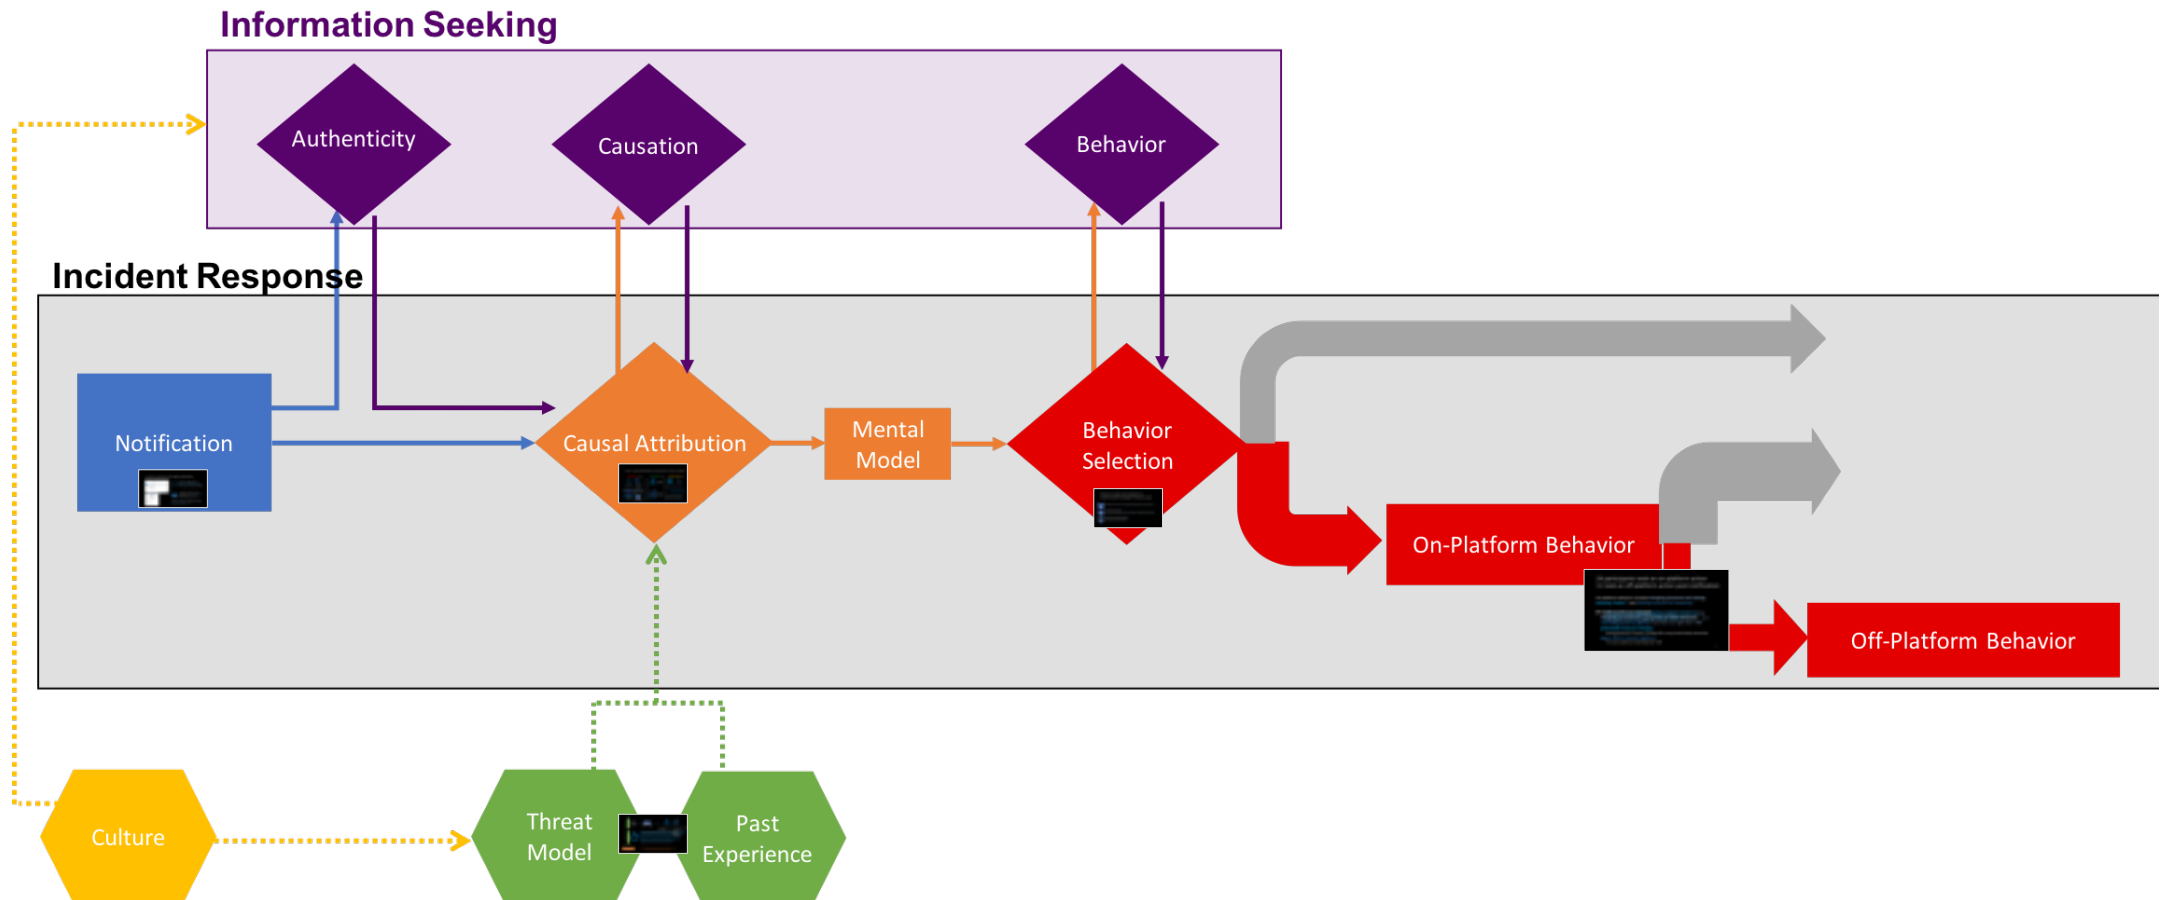 Information Seeking
Authenticity
Causation
Behavior
Incident Response
Notification
Causal Attribution
Mental
Model
Behavior
Selection
On-Platform Behavior
Off-Platform Behavior
Culture
Threat
Model
Past
Experience